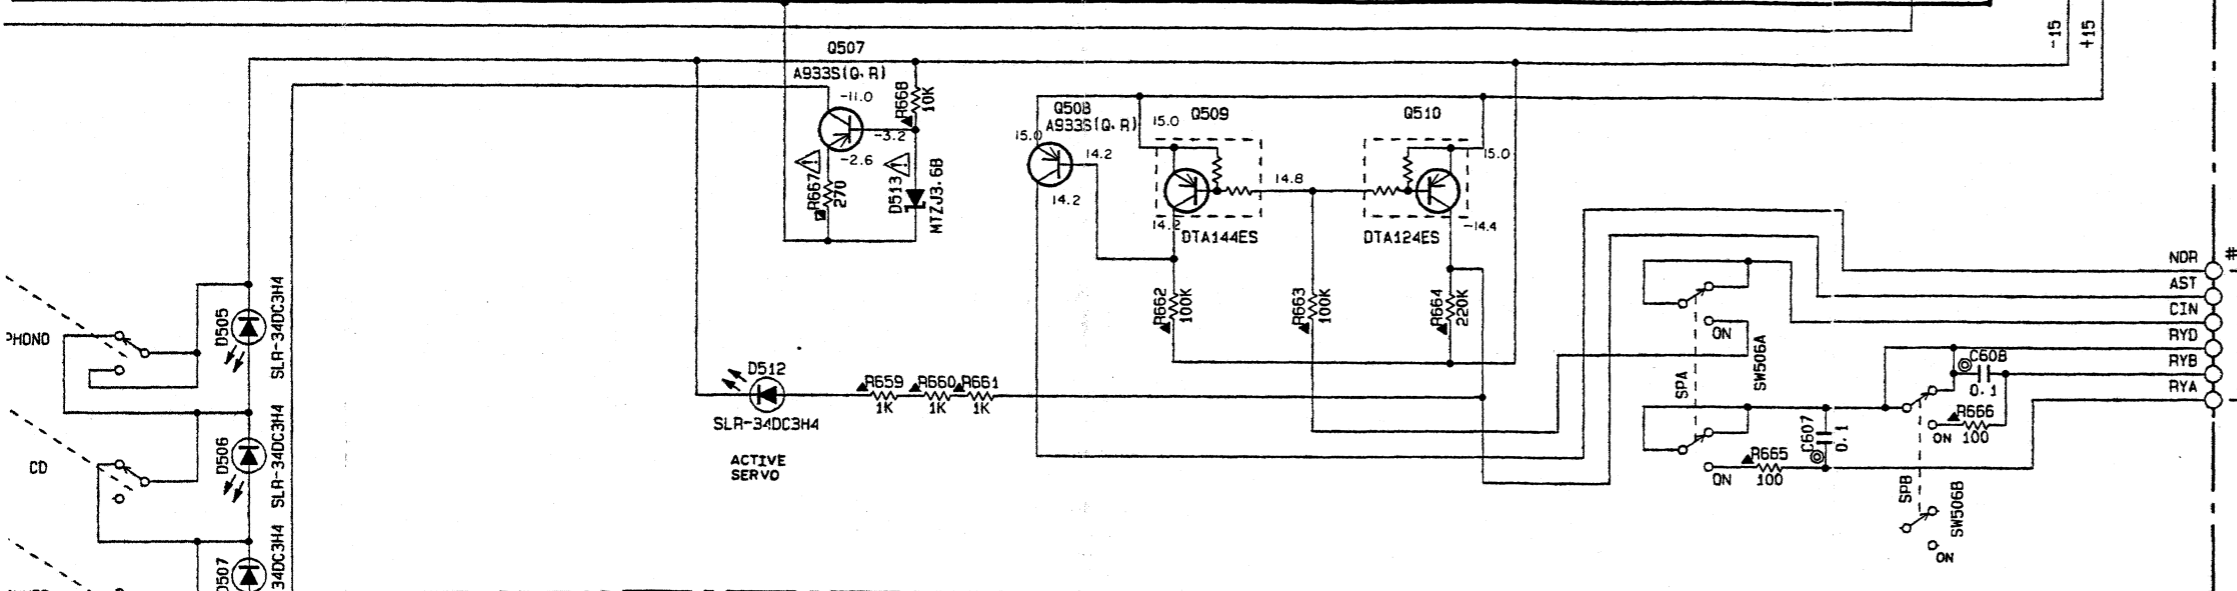 -15
+15
Q507
A933S(Q,R)
-11.0
R668
10K
-3.2
-2.6
R667
270
D513
MTZJ3.6B
Q508
A933S(Q,R)
15.0
14.2
14.2
15.0
Q509
14.2
DTA144ES
14.8
Q510
15.0
-14.4
DTA124ES
R662
100K
R663
100K
R664
220K
D505
SLR-34DC3H4
PHONO
D506
SLR-34DC3H4
CD
D507
34DC3H4
D512
SLR-34DC3H4
ACTIVE
SERVO
R659
1K
R660
1K
R661
1K
ON
SPA
SW506A
ON
R665
100
C607
0.1
C608
0.1
R666
100
ON
SPB
SW506B
ON
NDR
AST
CIN
RYD
RYB
RYA
#